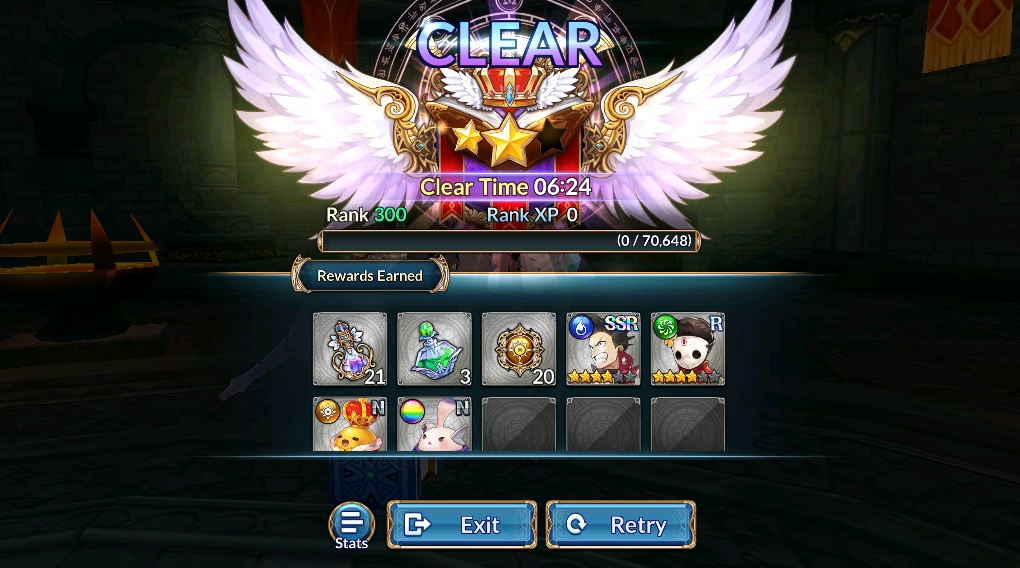 CLEAR
Clear Time 06:24
Rank 300 Rank XP 0
(0 / 70,648)
Rewards Earned
SSR R
21 3 20
N N
Exit Retry
Stats